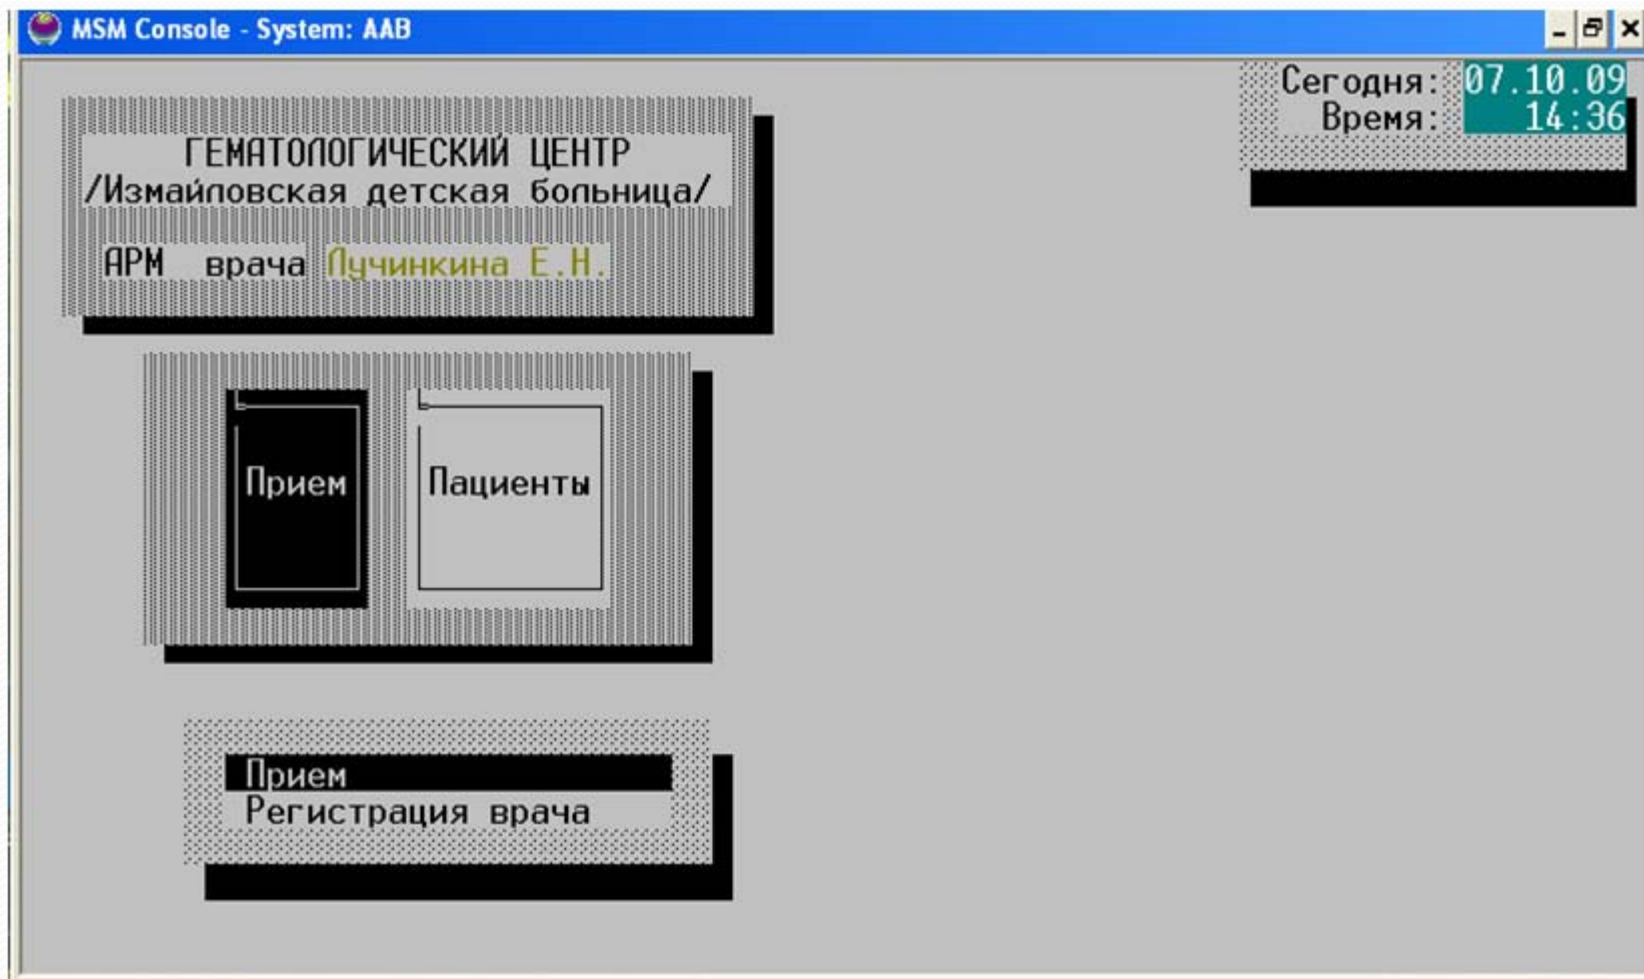 MSM Console - System: AAB
Сегодня: 07.10.09
Время: 14:36
ГЕМАТОЛОГИЧЕСКИЙ ЦЕНТР
/Измайловская детская больница/
АРМ врача Лучинкина Е.Н.
Прием Пациенты
Прием
Регистрация врача